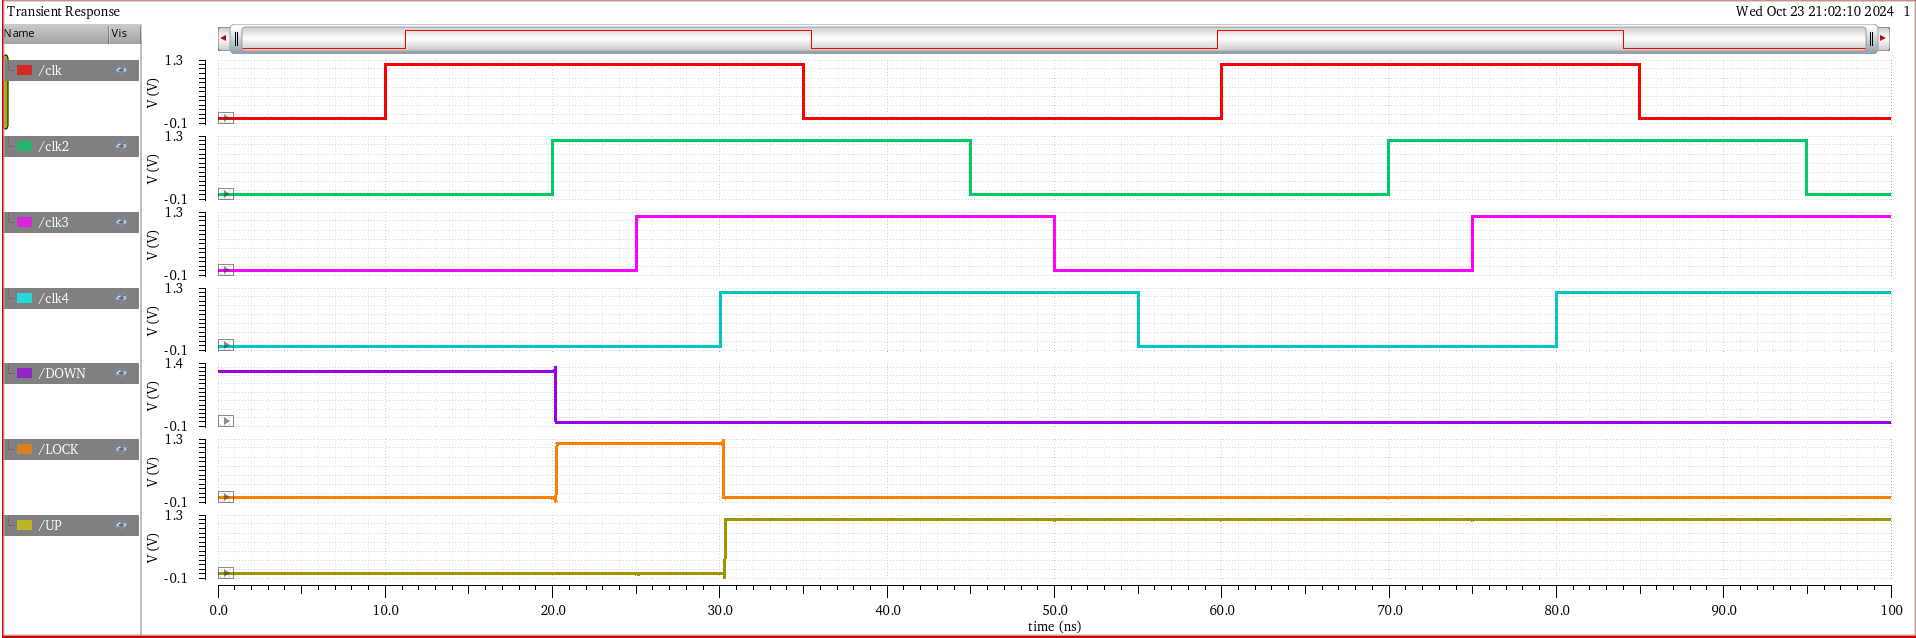 Transient Response Wed Oct 23 21:02:10 2024 1
Name Vis
/clk V (V) 1.3 -0.1
/clk2 V (V) 1.3 -0.1
/clk3 V (V) 1.3 -0.1
/clk4 V (V) 1.3 -0.1
/DOWN V (V) 1.4 -0.1
/LOCK V (V) 1.3 -0.1
/UP V (V) 1.3 -0.1
0.0 10.0 20.0 30.0 40.0 50.0 60.0 70.0 80.0 90.0 100
time (ns)